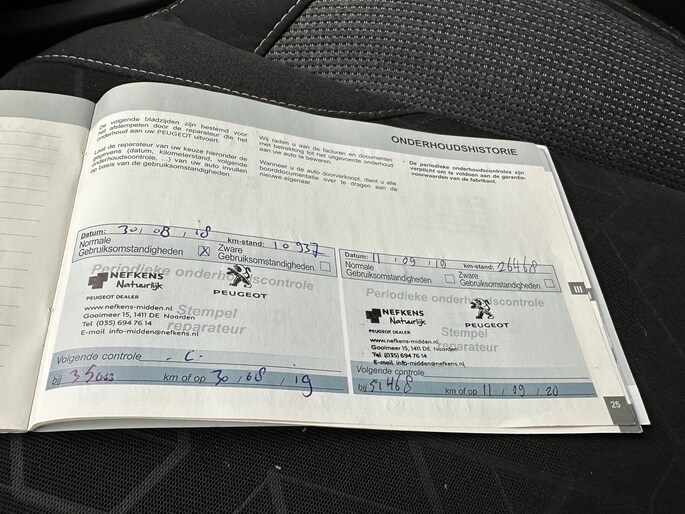 ONDERHOUDSHISTORIE
De volgende bladzijden zijn bestemd voor
het afstempelen door de reparateur die het
onderhoud aan uw PEUGEOT uitvoert.
Laat de reparateur van uw keuze hieronder de
gegevens (datum, kilometerstand, volgende
onderhoudscontrole, ...) van uw auto invullen
op basis van de gebruiksomstandigheden.
Wij raden u aan de facturen en documenten
met betrekking tot het uitgevoerde onderhoud
aan uw auto te bewaren.
Wanneer u de auto doorverkoopt, dient u alle
boorddocumentatie over te dragen aan de
nieuwe eigenaar.
* De periodieke onderhoudscontroles zijn
verplicht om te voldoen aan de garantie-
voorwaarden van de fabrikant.
Datum: 30, 08, 18 km-stand: 10 937
Normale Gebruiksomstandigheden X Zware Gebruiksomstandigheden
Periodieke onderhoudscontrole
NEFKENS
Natuurlijk
PEUGEOT
PEUGEOT DEALER
www.nefkens-midden.nl
Gooimeer 15, 1411 DE Naarden
Tel (035) 694 76 14
E-mail info-midden@nefkens.nl
Stempel
reparateur
Volgende controle C.
bij km of op 30, 08, 19
Datum: 11, 09, 19 km-stand: 26468
Normale Gebruiksomstandigheden Zware Gebruiksomstandigheden
Periodieke onderhoudscontrole
NEFKENS
Natuurlijk
PEUGEOT
PEUGEOT DEALER
www.nefkens-midden.nl
Gooimeer 15, 1411 DE Naarden
Tel (035) 694 76 14
E-mail info-midden@nefkens.nl
Stempel
reparateur
Volgende controle
bij 51468 km of op 11, 09, 20
III
25